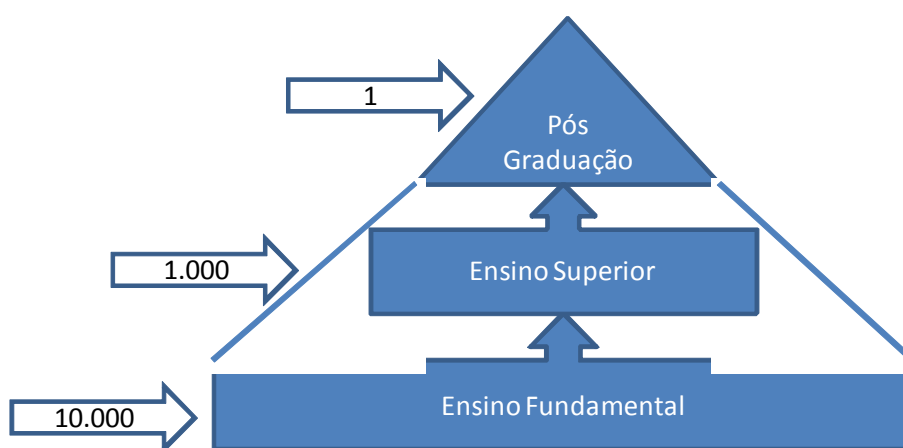 1
Pós
Graduação
1.000
Ensino Superior
10.000
Ensino Fundamental